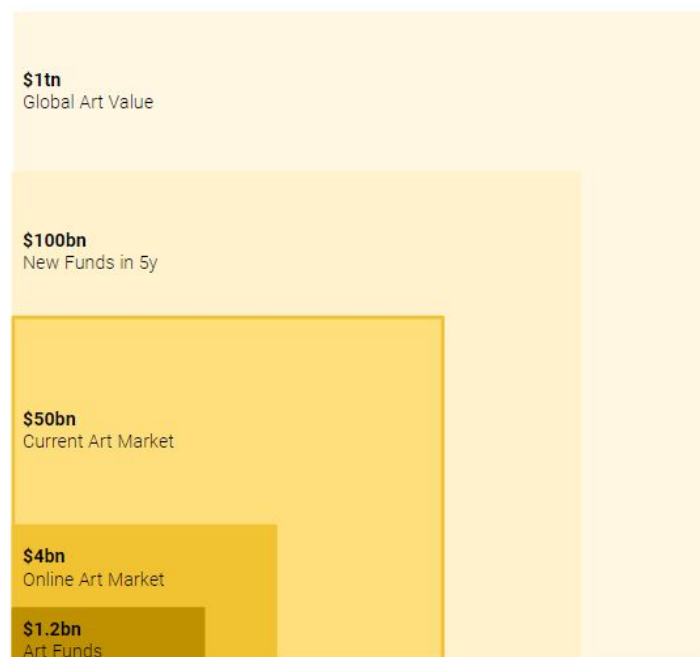 $1tn
Global Art Value
$100bn
New Funds in 5y
$50bn
Current Art Market
$4bn
Online Art Market
$1.2bn
Art Funds